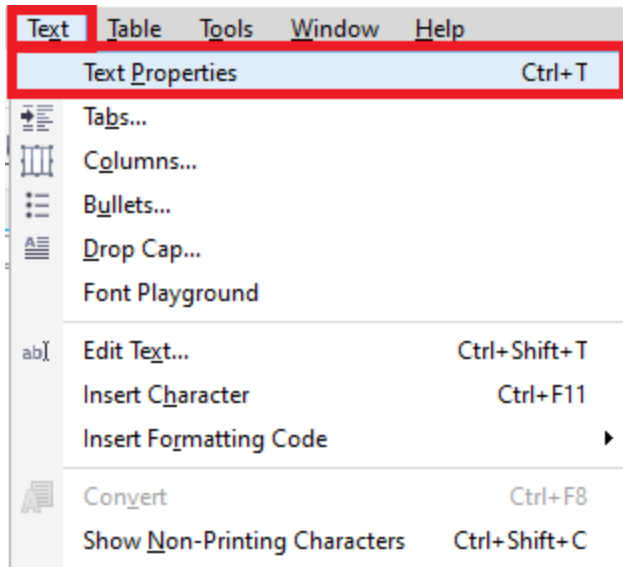 Text Table Tools Window Help
Text Properties Ctrl+T
Tabs...
Columns...
Bullets...
Drop Cap...
Font Playground
Edit Text... Ctrl+Shift+T
Insert Character Ctrl+F11
Insert Formatting Code
Convert Ctrl+F8
Show Non-Printing Characters Ctrl+Shift+C